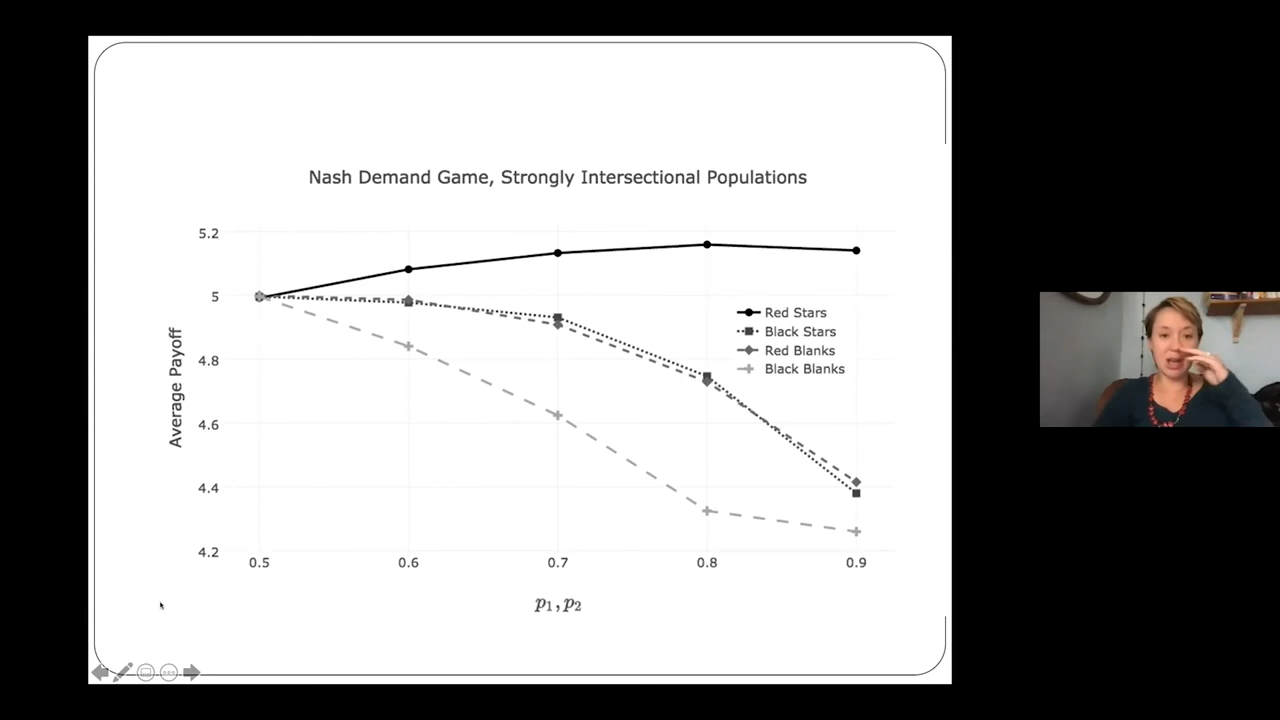 Nash Demand Game, Strongly Intersectional Populations
5.2
5
4.8
4.6
4.4
4.2
Average Payoff
Red Stars
Black Stars
Red Blanks
Black Blanks
0.5 0.6 0.7 0.8 0.9
p₁, p₂